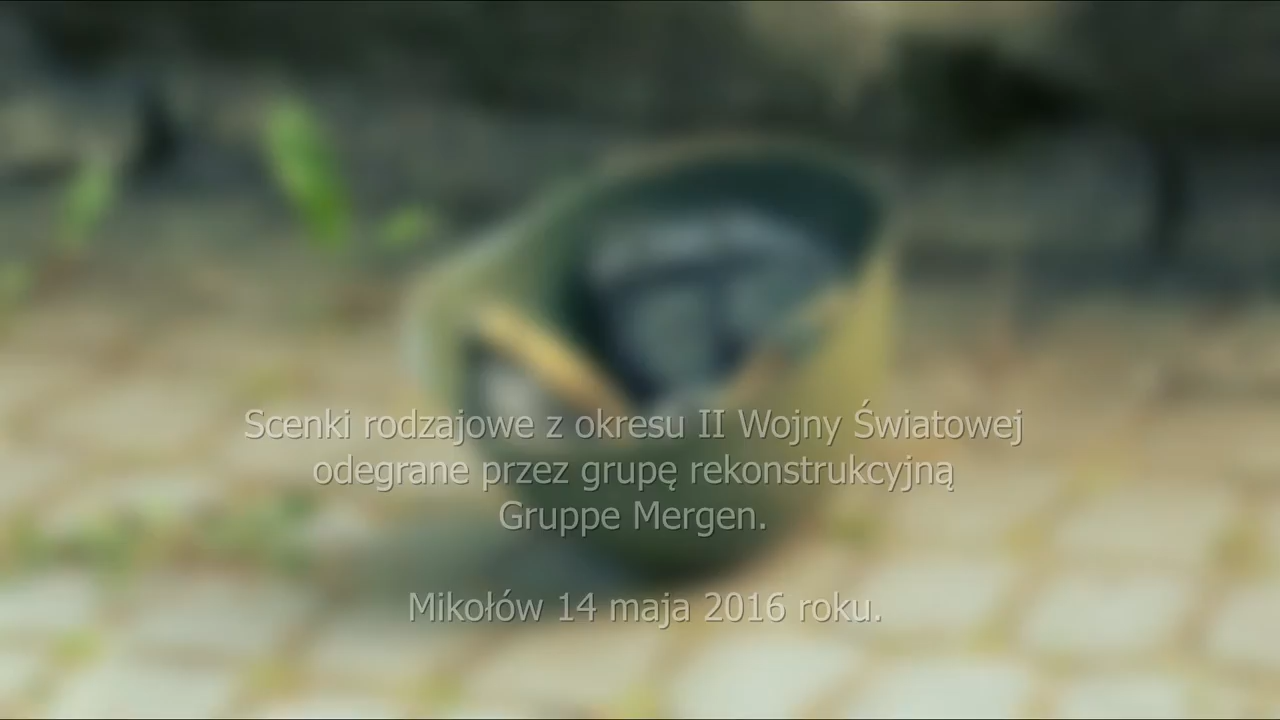 Scenki rodzajowe z okresu II Wojny Światowej
odegrane przez grupę rekonstrukcyjną
Gruppe Mergen.
Mikołów 14 maja 2016 roku.